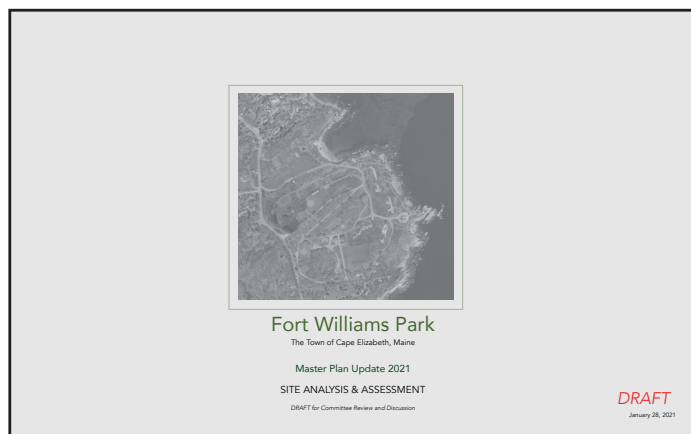 Fort Williams Park
The Town of Cape Elizabeth, Maine
Master Plan Update 2021
SITE ANALYSIS & ASSESSMENT
DRAFT for Committee Review and Discussion
DRAFT
January 28, 2021